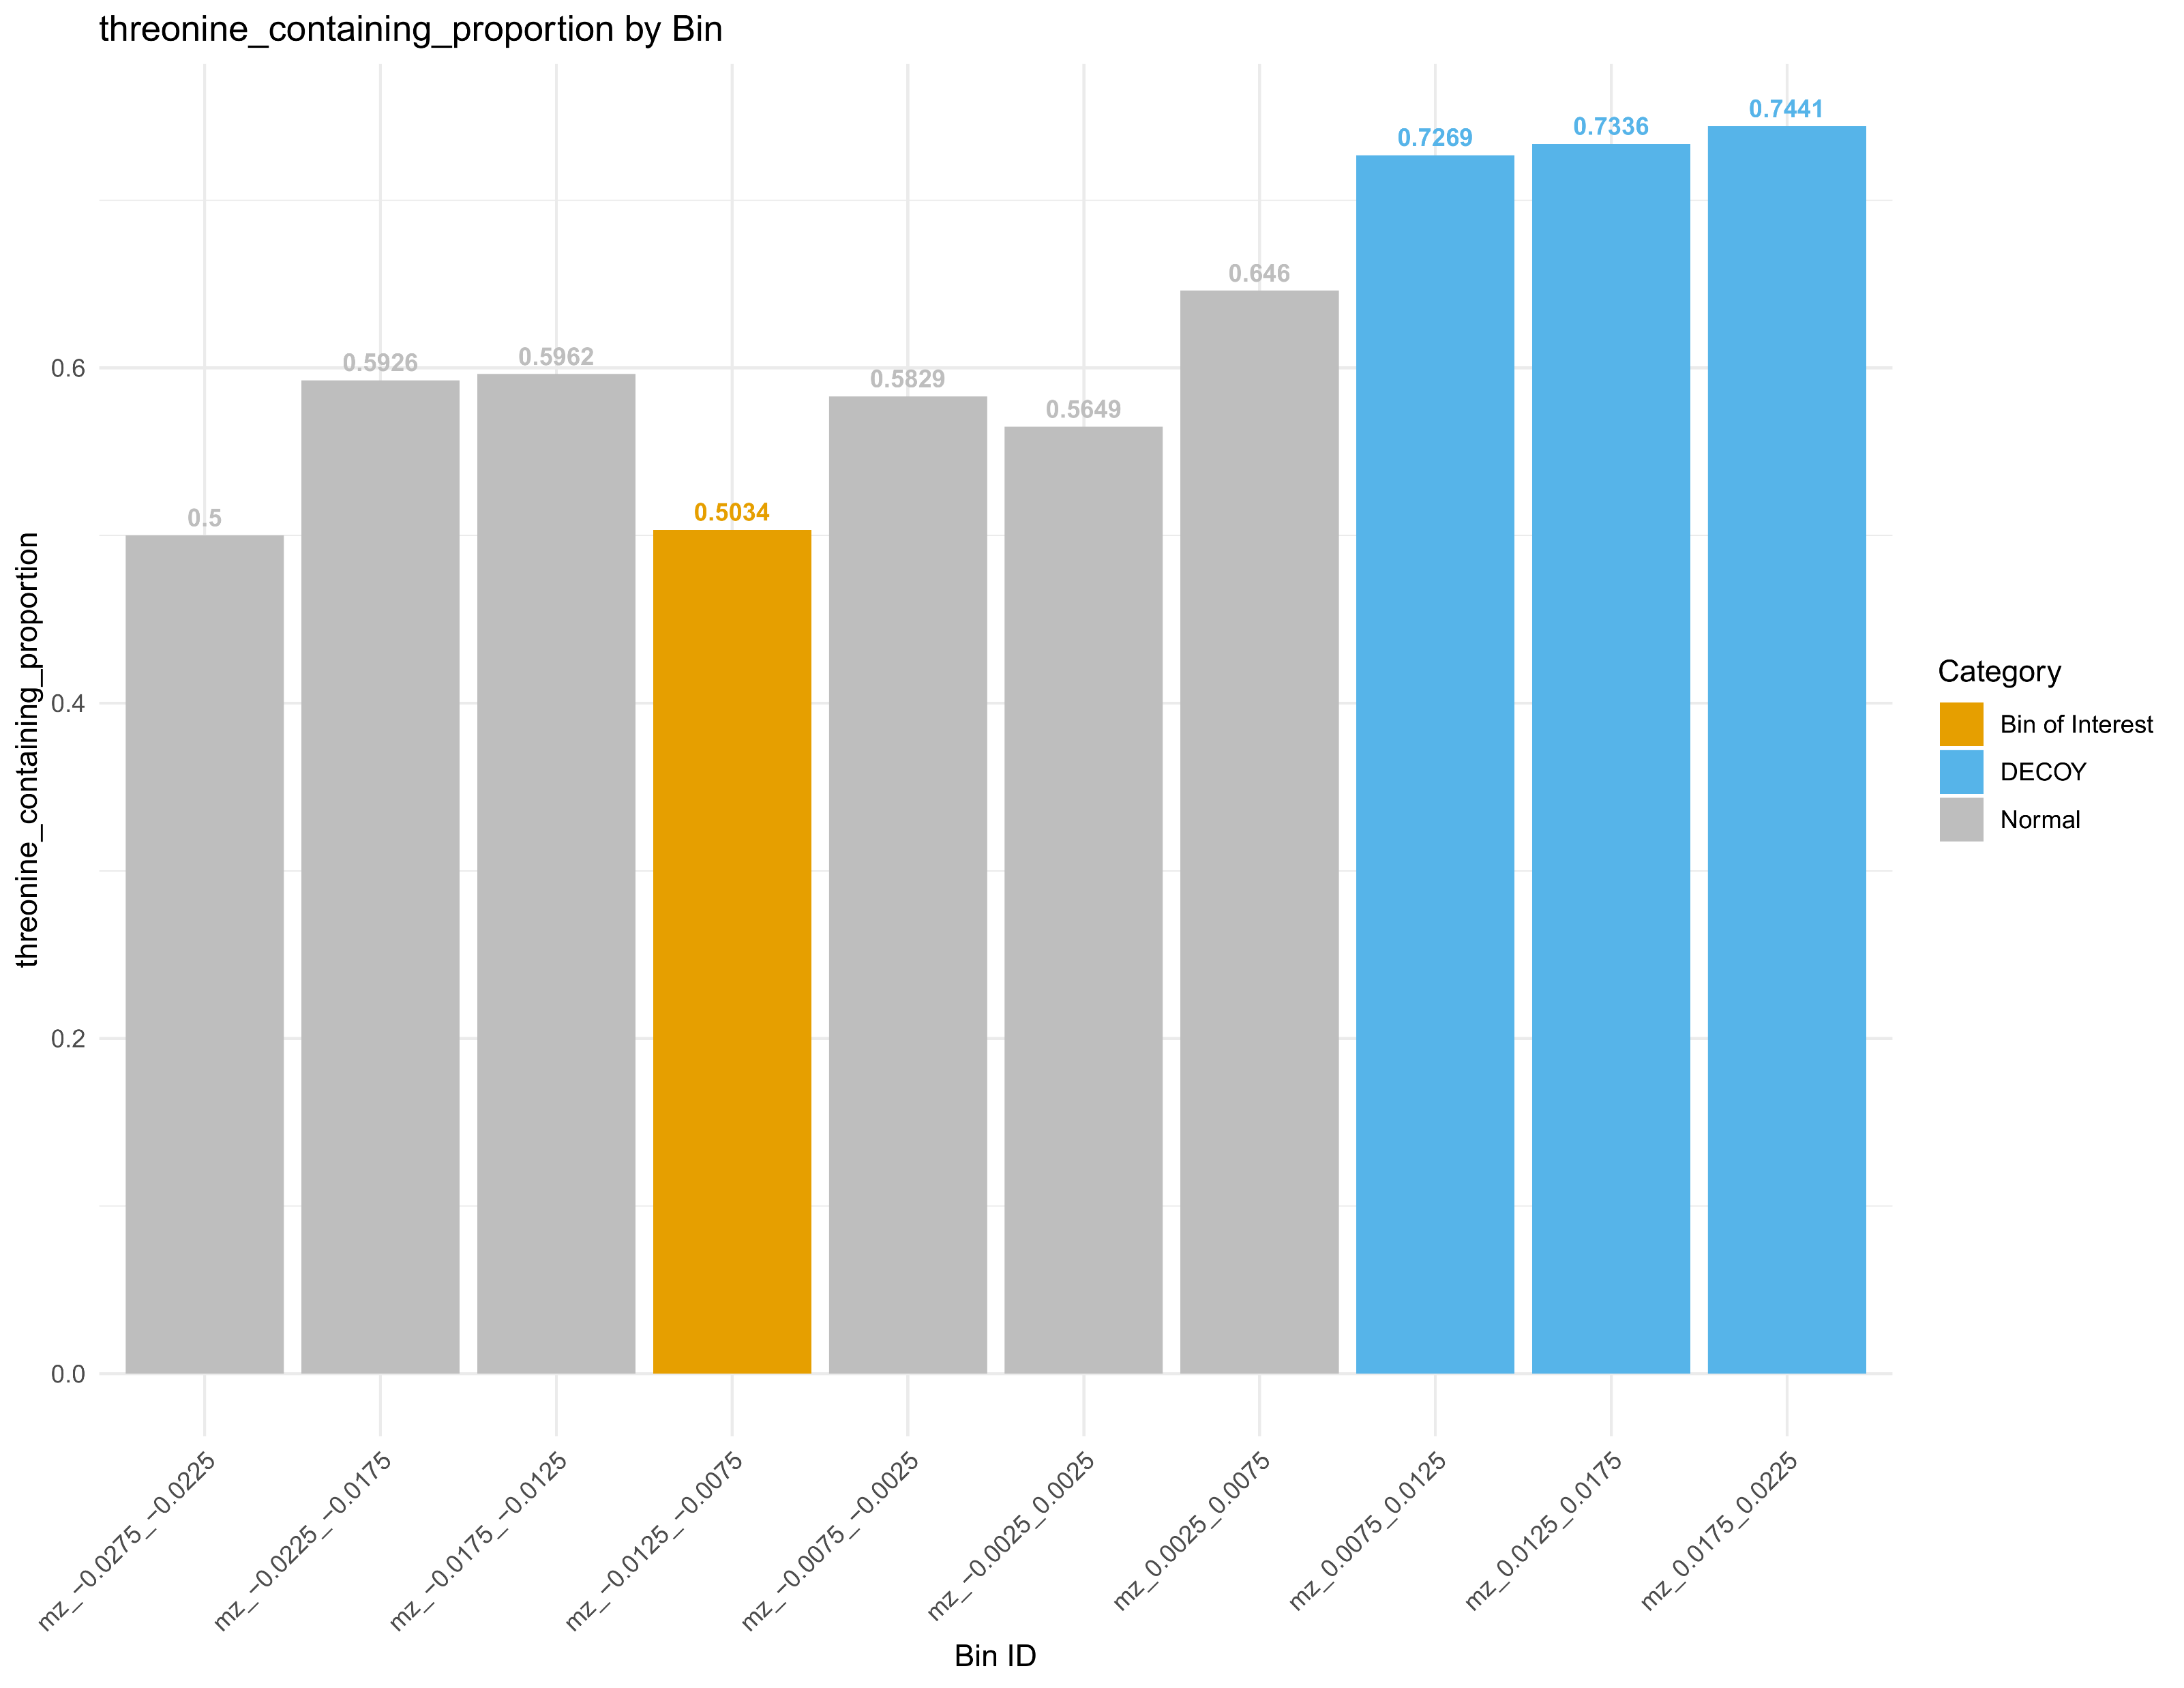 threonine_containing_proportion by Bin
threonine_containing_proportion
0.6
0.4
0.2
0.0
0.5
0.5926
0.5962
0.5034
0.5829
0.5649
0.646
0.7269
0.7336
0.7441
mz_−0.0275_−0.0225
mz_−0.0225_−0.0175
mz_−0.0175_−0.0125
mz_−0.0125_−0.0075
mz_−0.0075_−0.0025
mz_−0.0025_0.0025
mz_0.0025_0.0075
mz_0.0075_0.0125
mz_0.0125_0.0175
mz_0.0175_0.0225
Bin ID
Category
Bin of Interest
DECOY
Normal